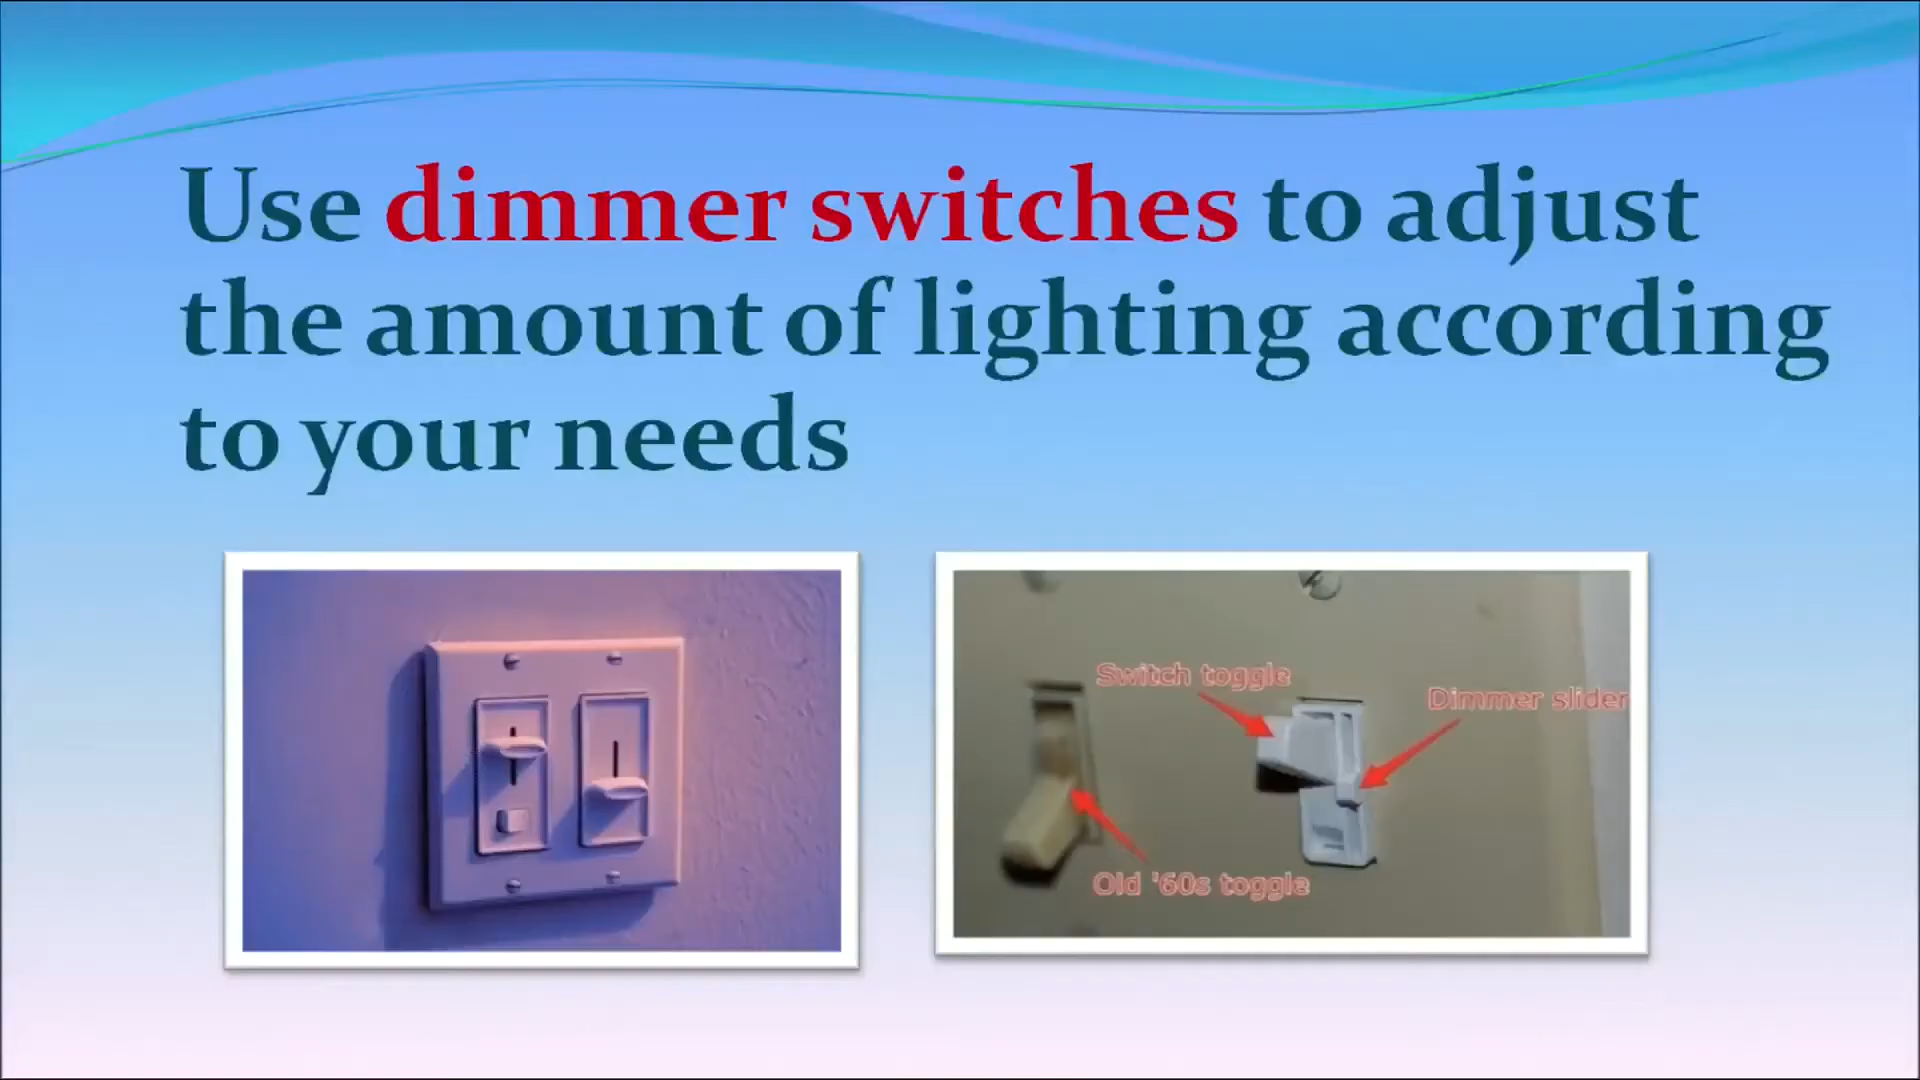 Use dimmer switches to adjust
the amount of lighting according
to your needs
Switch toggle
Dimmer slider
Old '60s toggle